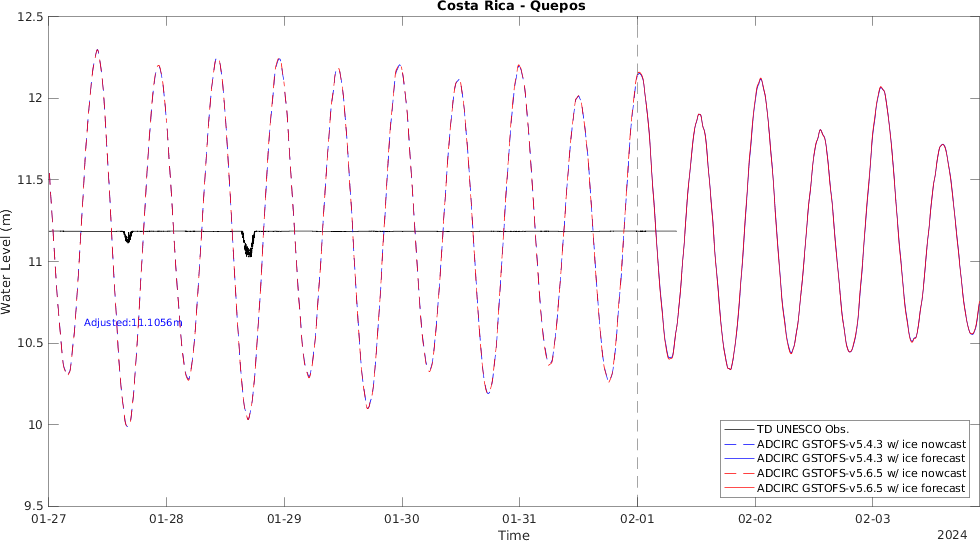 Costa Rica - Quepos
12.5
12
11.5
11
10.5
10
9.5
Water Level (m)
Adjusted:11.1056m
TD UNESCO Obs.
ADCIRC GSTOFS-v5.4.3 w/ ice nowcast
ADCIRC GSTOFS-v5.4.3 w/ ice forecast
ADCIRC GSTOFS-v5.6.5 w/ ice nowcast
ADCIRC GSTOFS-v5.6.5 w/ ice forecast
01-27 01-28 01-29 01-30 01-31 02-01 02-02 02-03
Time
2024